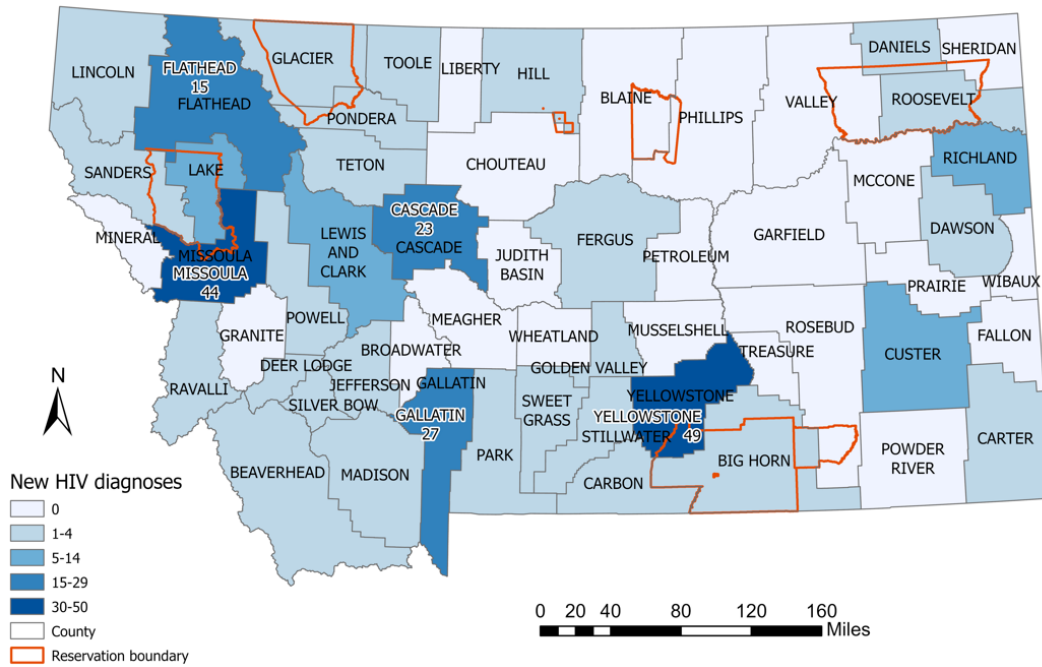 LINCOLN
FLATHEAD
15
FLATHEAD
GLACIER
TOOLE
LIBERTY
HILL
BLAINE
PHILLIPS
VALLEY
DANIELS
SHERIDAN
ROOSEVELT
PONDERA
SANDERS
LAKE
TETON
CHOUTEAU
RICHLAND
MCCONE
MINERAL
MISSOULA
MISSOULA
44
LEWIS
AND
CLARK
CASCADE
23
CASCADE
JUDITH
BASIN
FERGUS
PETROLEUM
GARFIELD
DAWSON
PRAIRIE
WIBAUX
POWELL
GRANITE
MEAGHER
BROADWATER
WHEATLAND
MUSSELSHELL
ROSEBUD
TREASURE
CUSTER
FALLON
RAVALLI
DEER LODGE
JEFFERSON
SILVER BOW
GALLATIN
GALLATIN
27
GOLDEN VALLEY
SWEET
GRASS
YELLOWSTONE
YELLOWSTONE
49
STILLWATER
BEAVERHEAD
MADISON
PARK
CARBON
BIG HORN
POWDER
RIVER
CARTER
N
New HIV diagnoses
0
1-4
5-14
15-29
30-50
County
Reservation boundary
0 20 40 80 120 160
Miles